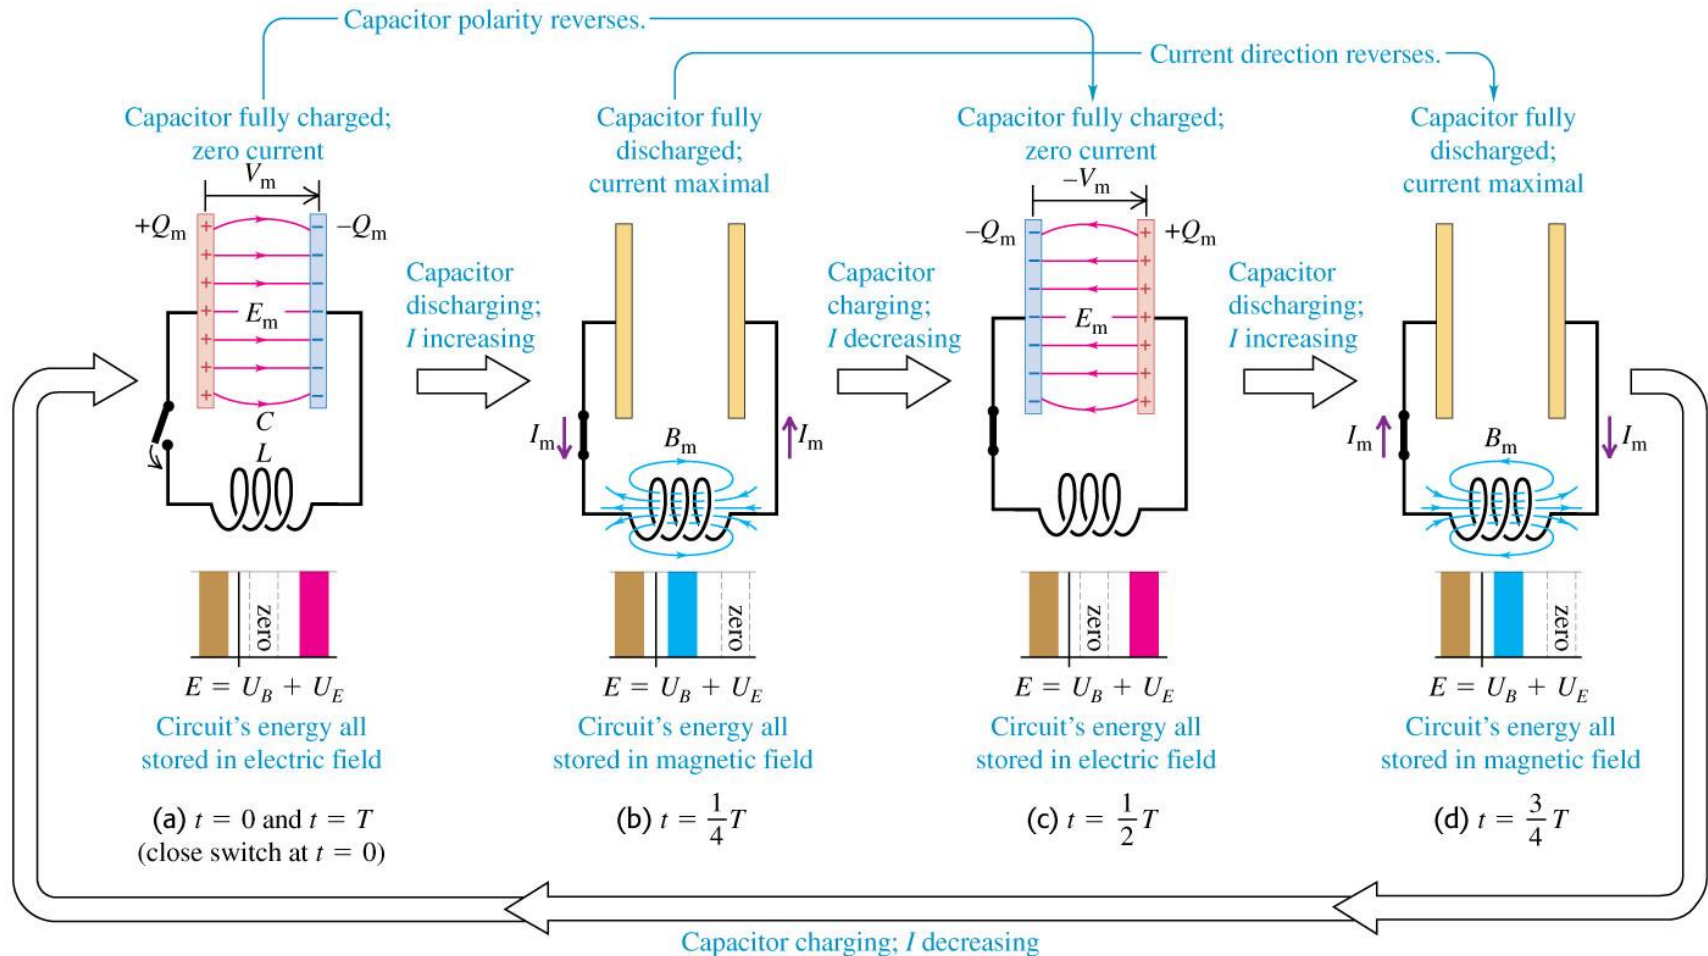 Capacitor polarity reverses.
Current direction reverses.
Capacitor fully charged;
zero current
V_m
+Q_m
−Q_m
E_m
C
L
E = U_B + U_E
zero
Circuit's energy all
stored in electric field
(a) t = 0 and t = T
(close switch at t = 0)
Capacitor
discharging;
I increasing
Capacitor fully
discharged;
current maximal
I_m
I_m
B_m
zero
E = U_B + U_E
Circuit's energy all
stored in magnetic field
(b) t = 1/4 T
Capacitor
charging;
I decreasing
Capacitor fully charged;
zero current
−V_m
−Q_m
+Q_m
E_m
zero
E = U_B + U_E
Circuit's energy all
stored in electric field
(c) t = 1/2 T
Capacitor
discharging;
I increasing
Capacitor fully
discharged;
current maximal
I_m
I_m
B_m
zero
E = U_B + U_E
Circuit's energy all
stored in magnetic field
(d) t = 3/4 T
Capacitor charging; I decreasing